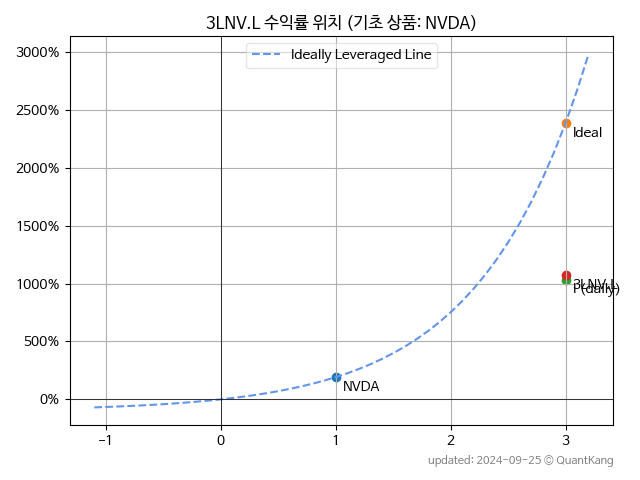 3LNV.L 수익률 위치 (기초 상품: NVDA)
Ideally Leveraged Line
3000%
2500%
2000%
1500%
1000%
500%
0%
Ideal
3LNV.L
(daily)
NVDA
−1
0
1
2
3
updated: 2024-09-25 © QuantKang